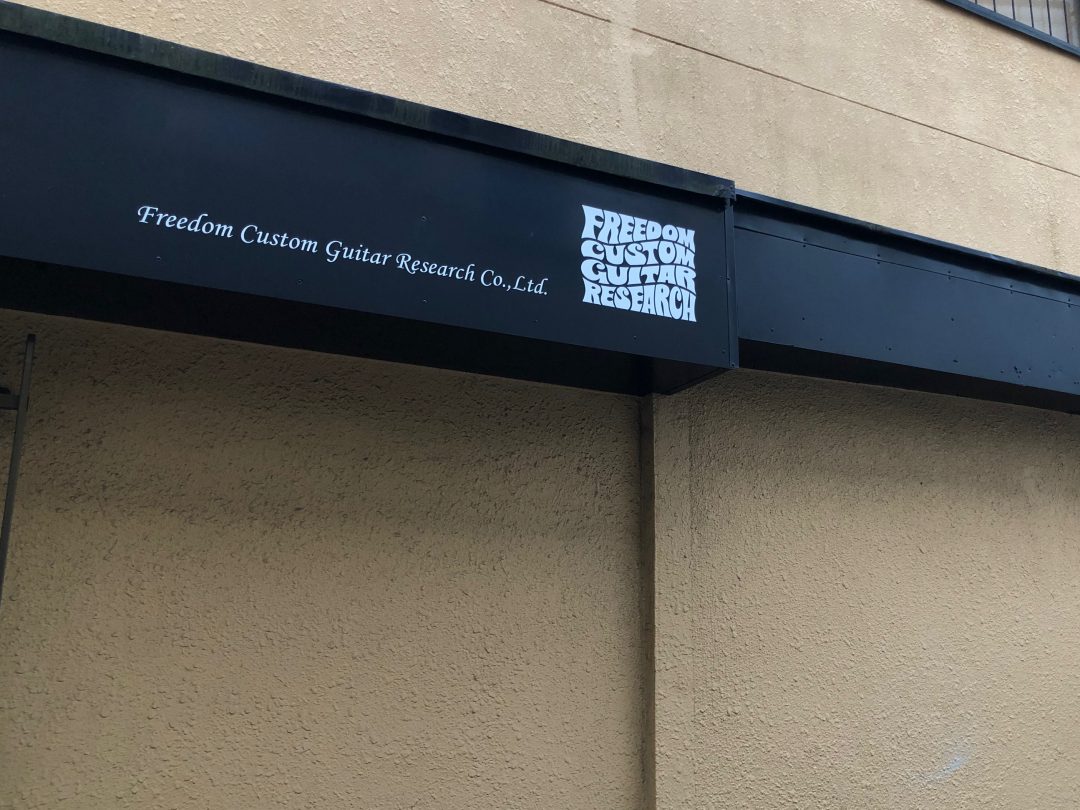 Freedom Custom Guitar Research Co.,Ltd.
FREEDOM
CUSTOM
GUITAR
RESEARCH